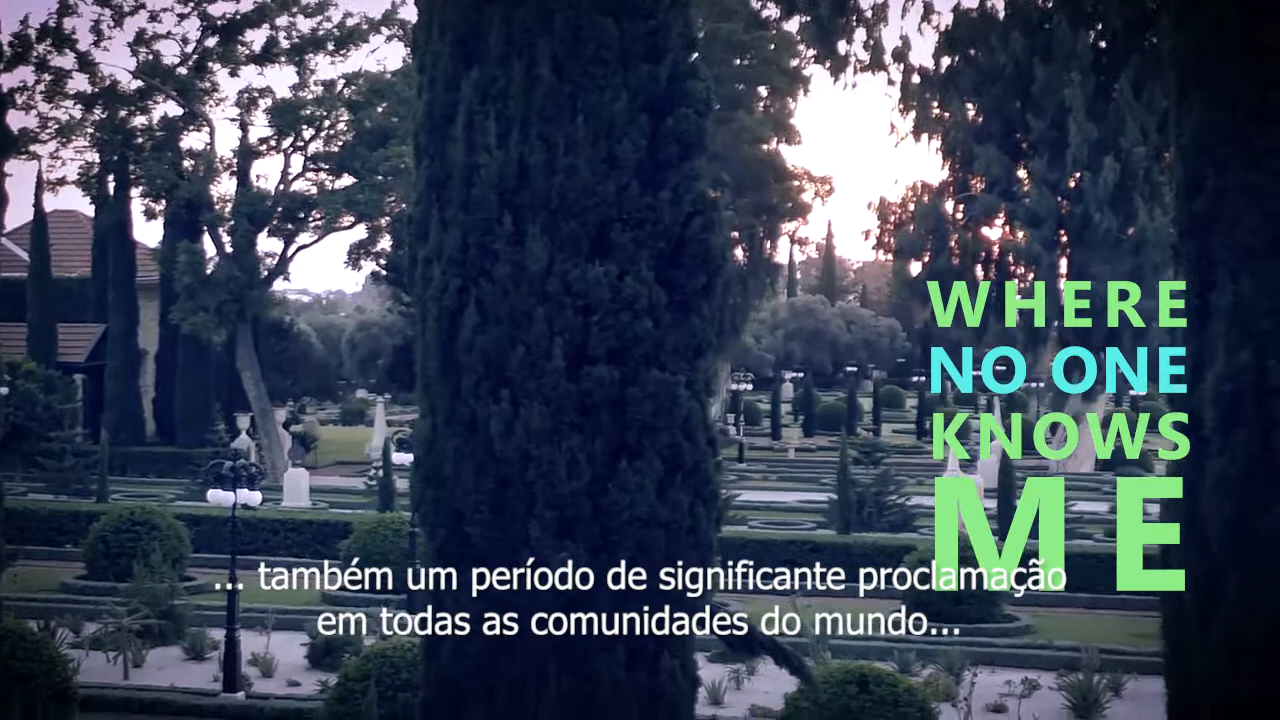 WHERE
NO ONE
KNOWS
ME
... também um período de significante proclamação
em todas as comunidades do mundo...